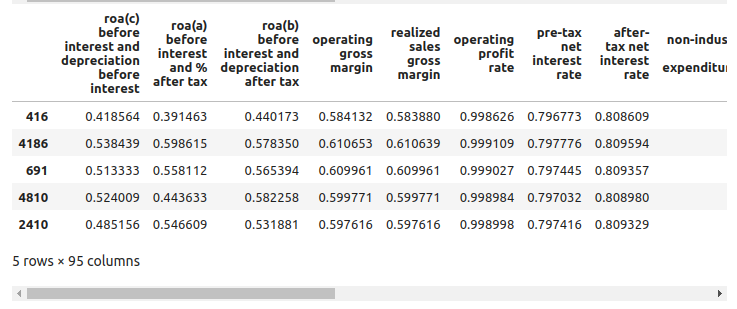 roa(c) before interest and depreciation before interest roa(a) before interest and % after tax roa(b) before interest and depreciation after tax operating gross margin realized sales gross margin operating profit rate pre-tax net interest rate after-tax net interest rate non-indus expenditu
416 0.418564 0.391463 0.440173 0.584132 0.583880 0.998626 0.796773 0.808609
4186 0.538439 0.598615 0.578350 0.610653 0.610639 0.999109 0.797776 0.809594
691 0.513333 0.558112 0.565394 0.609961 0.609961 0.999027 0.797445 0.809357
4810 0.524009 0.443633 0.582258 0.599771 0.599771 0.998984 0.797032 0.808980
2410 0.485156 0.546609 0.531881 0.597616 0.597616 0.998998 0.797416 0.809329
5 rows × 95 columns